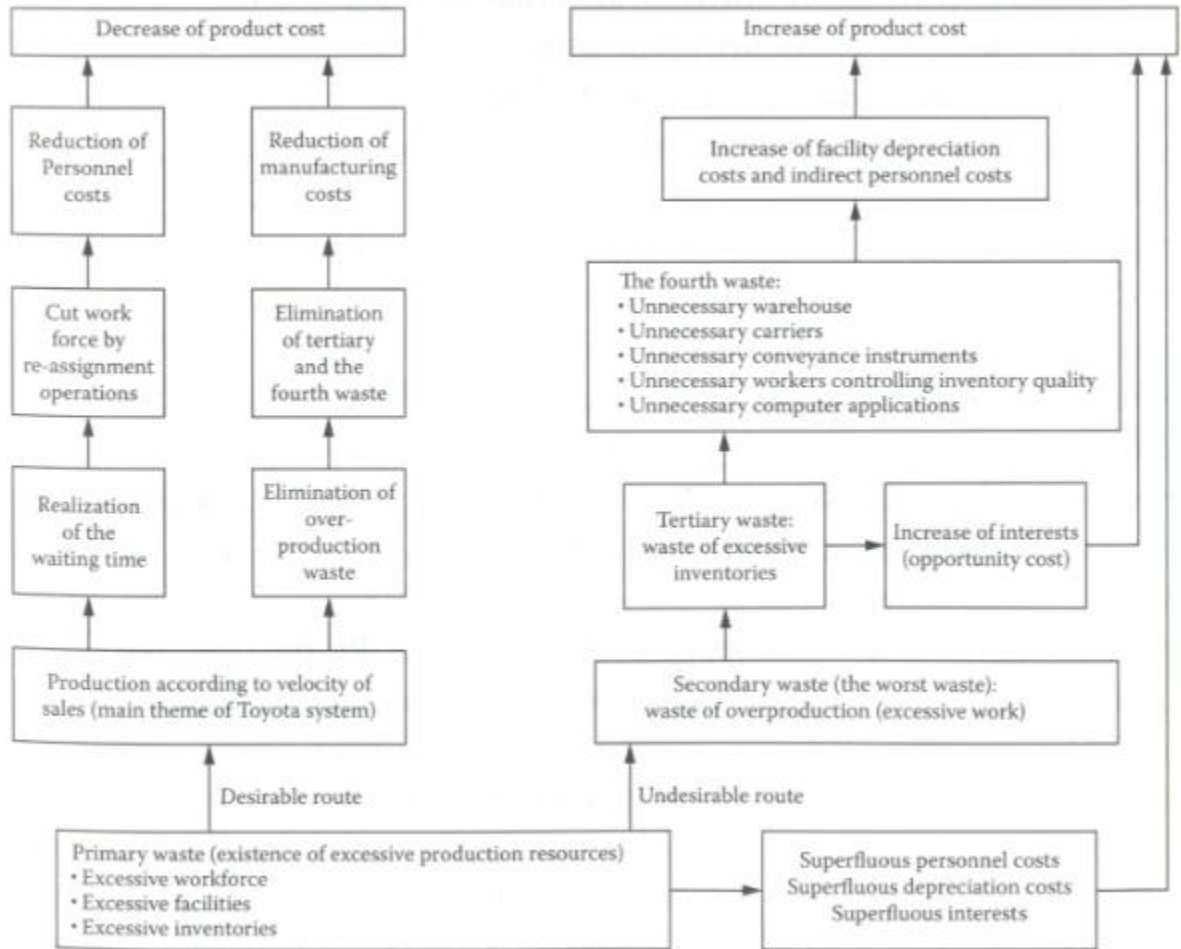 Decrease of product cost
Increase of product cost
Reduction of
Personnel
costs
Reduction of
manufacturing
costs
Increase of facility depreciation
costs and indirect personnel costs
Cut work
force by
re-assignment
operations
Elimination
of tertiary
and the
fourth waste
The fourth waste:
• Unnecessary warehouse
• Unnecessary carriers
• Unnecessary conveyance instruments
• Unnecessary workers controlling inventory quality
• Unnecessary computer applications
Realization
of the
waiting time
Elimination of
over-
production
waste
Tertiary waste:
waste of excessive
inventories
Increase of interests
(opportunity cost)
Production according to velocity of
sales (main theme of Toyota system)
Secondary waste (the worst waste):
waste of overproduction (excessive work)
Desirable route
Undesirable route
Primary waste (existence of excessive production resources)
• Excessive workforce
• Excessive facilities
• Excessive inventories
Superfluous personnel costs
Superfluous depreciation costs
Superfluous interests